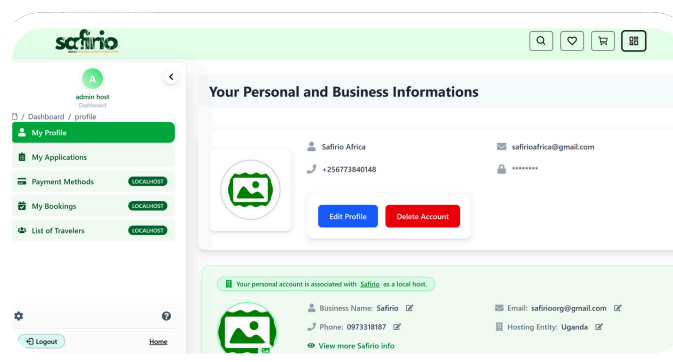 safirio
A
admin host
Dashboard
/ Dashboard / profile
My Profile
My Applications
Payment Methods LOCALHOST
My Bookings LOCALHOST
List of Travelers LOCALHOST
Logout Home
Your Personal and Business Informations
Safirio Africa safirioafrica@gmail.com
+256773840148 ********
Edit Profile Delete Account
Your personal account is associated with Safirio as a local host.
Business Name: Safirio Email: safirioorg@gmail.com
Phone: 0973318187 Hosting Entity: Uganda
View more Safirio info